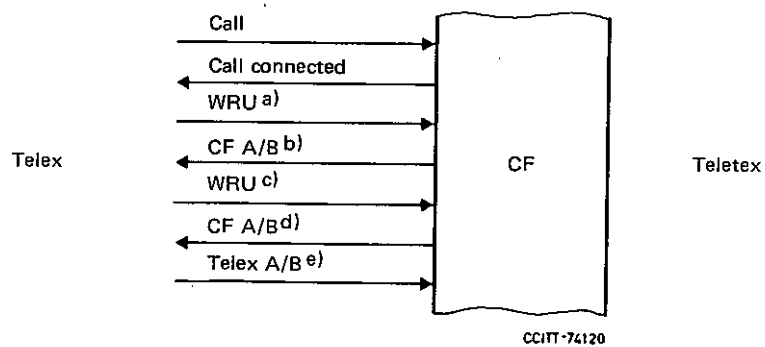 Call
Call connected
WRU a)
CF A/B b)
Telex
CF
Teletex
WRU c)
CF A/B d)
Telex A/B e)
CCITT-74120